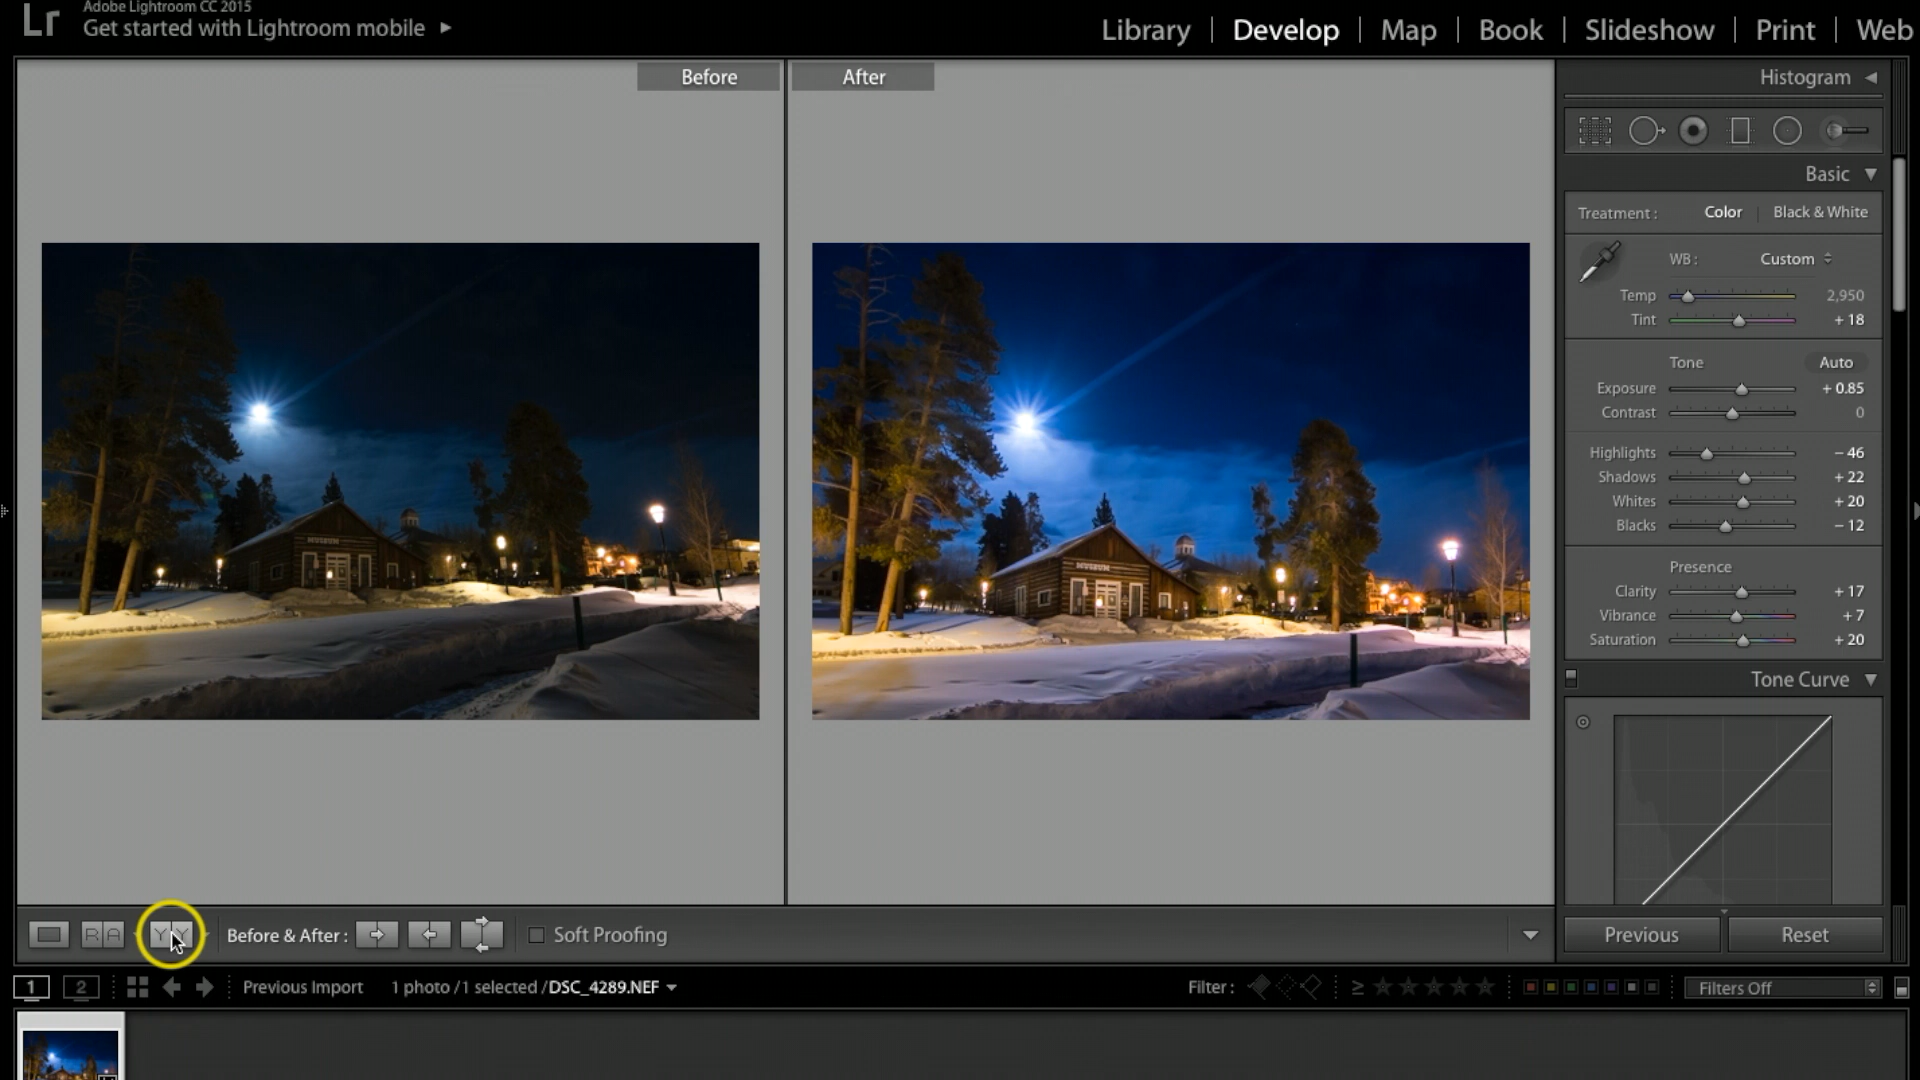 Lr
Adobe Lightroom CC 2015
Get started with Lightroom mobile
Library | Develop | Map | Book | Slideshow | Print | Web
Before
After
Histogram
Basic
Treatment : Color | Black & White
WB : Custom
Temp 2,950
Tint + 18
Tone Auto
Exposure + 0.85
Contrast 0
Highlights – 46
Shadows + 22
Whites + 20
Blacks – 12
Presence
Clarity + 17
Vibrance + 7
Saturation + 20
Tone Curve
MUSEUM
MUSEUM
R A
Y Y
Before & After :
Soft Proofing
Previous
Reset
1
2
Previous Import
1 photo / 1 selected / DSC_4289.NEF
Filter :
≥
Filters Off